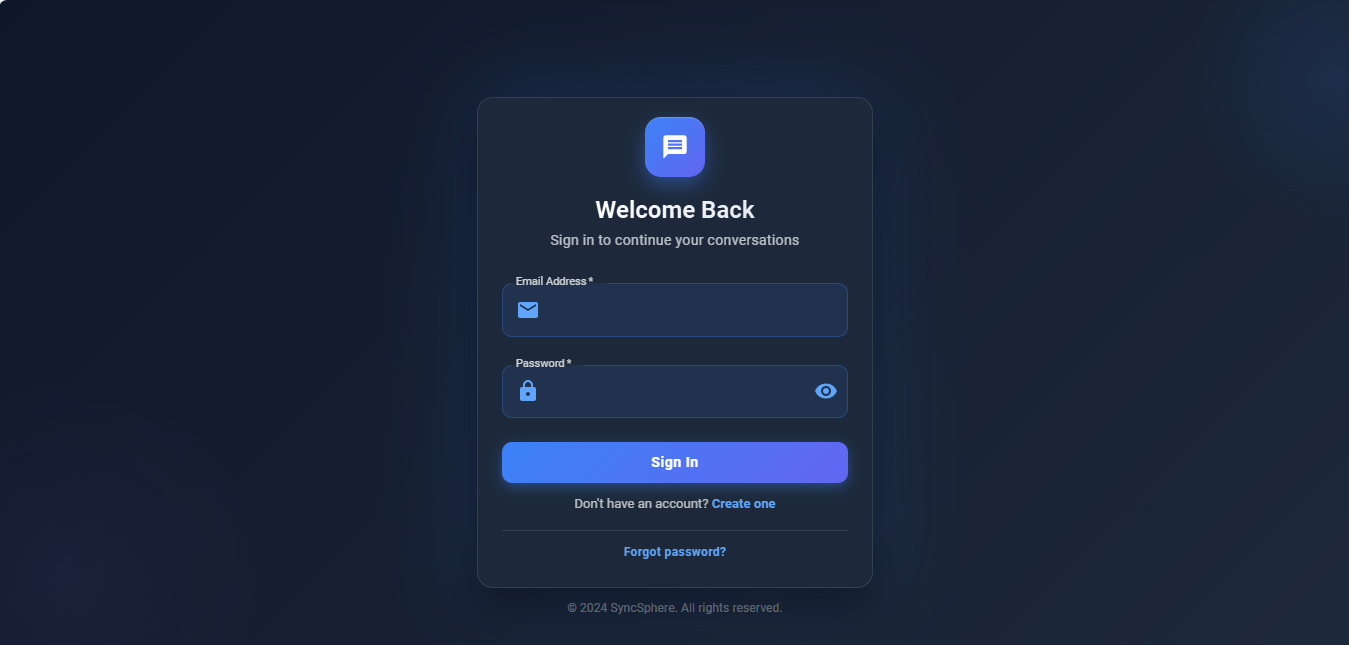 Welcome Back
Sign in to continue your conversations
Email Address *
Password *
Sign In
Don't have an account? Create one
Forgot password?
© 2024 SyncSphere. All rights reserved.